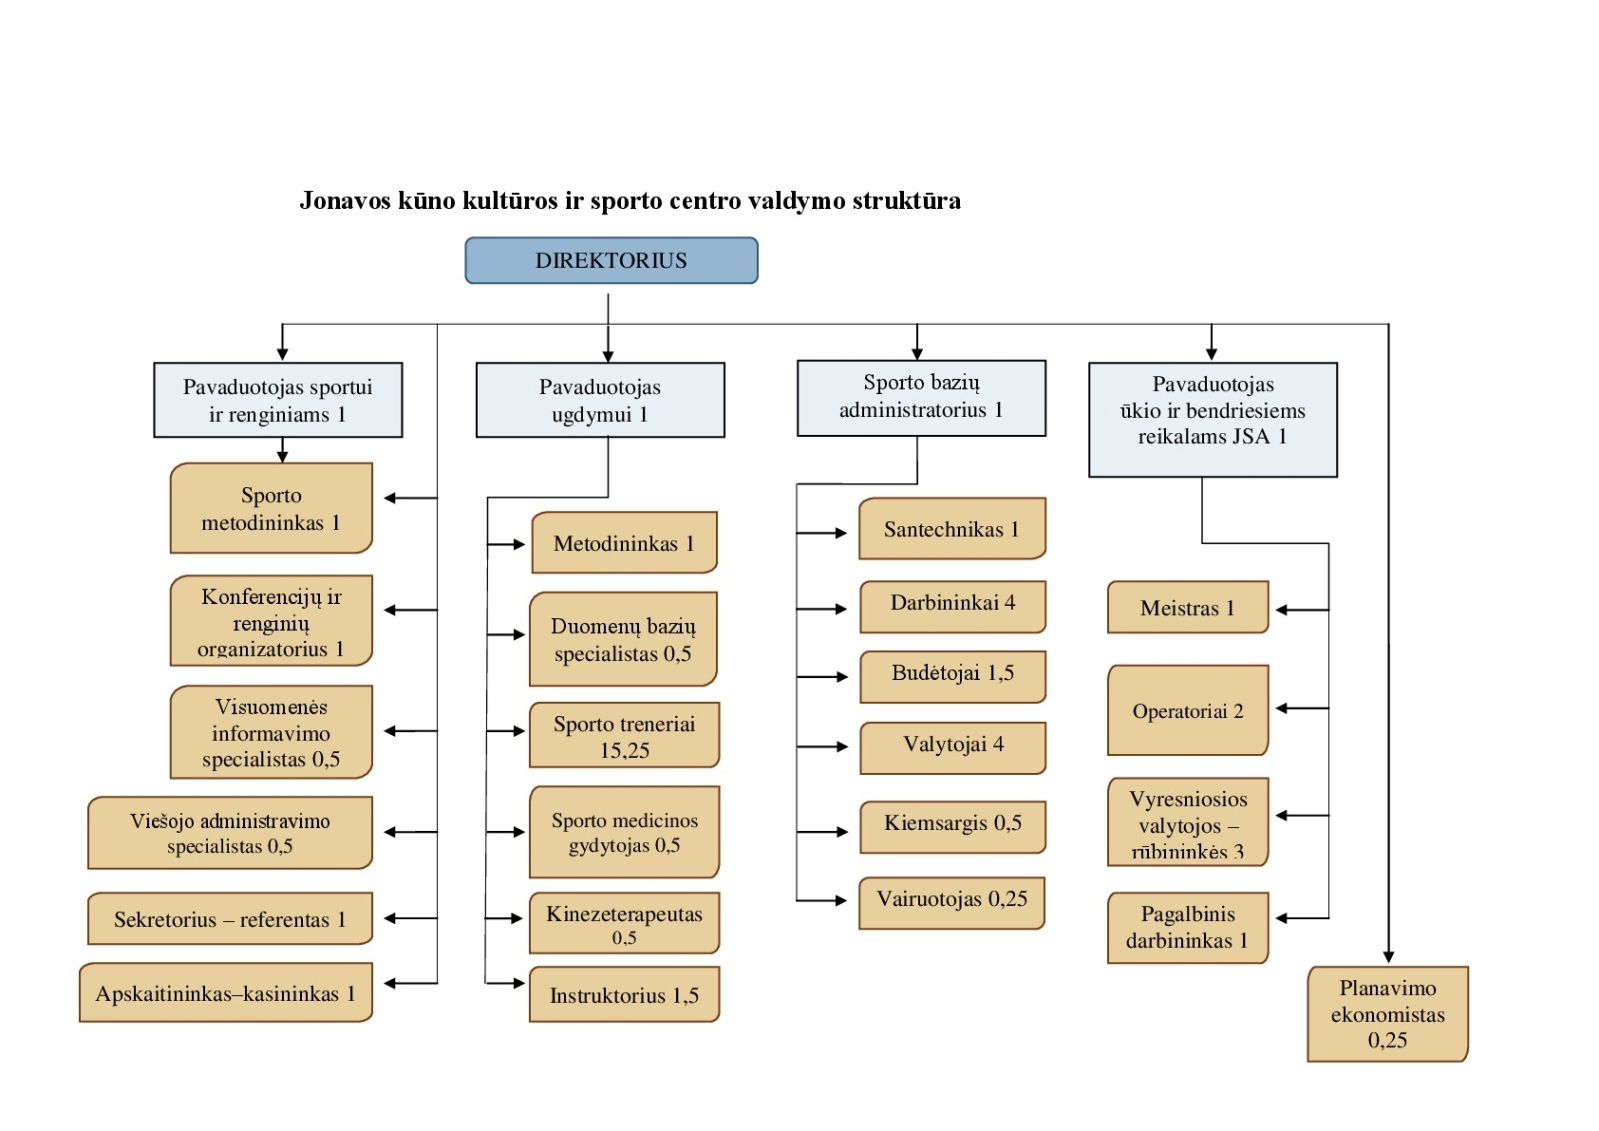 Jonavos kūno kultūros ir sporto centro valdymo struktūra
DIREKTORIUS
Pavaduotojas sportui
ir renginiams 1
Sporto
metodininkas 1
Konferencijų ir
renginių
organizatorius 1
Visuomenės
informavimo
specialistas 0,5
Viešojo administravimo
specialistas 0,5
Sekretorius – referentas 1
Apskaitininkas–kasininkas 1
Pavaduotojas
ugdymui 1
Metodininkas 1
Duomenų bazių
specialistas 0,5
Sporto treneriai
15,25
Sporto medicinos
gydytojas 0,5
Kinezeterapeutas
0,5
Instruktorius 1,5
Sporto bazių
administratorius 1
Santechnikas 1
Darbininkai 4
Budėtojai 1,5
Valytojai 4
Kiemsargis 0,5
Vairuotojas 0,25
Pavaduotojas
ūkio ir bendriesiems
reikalams JSA 1
Meistras 1
Operatoriai 2
Vyresniosios
valytojos –
rūbininkės 3
Pagalbinis
darbininkas 1
Planavimo
ekonomistas
0,25